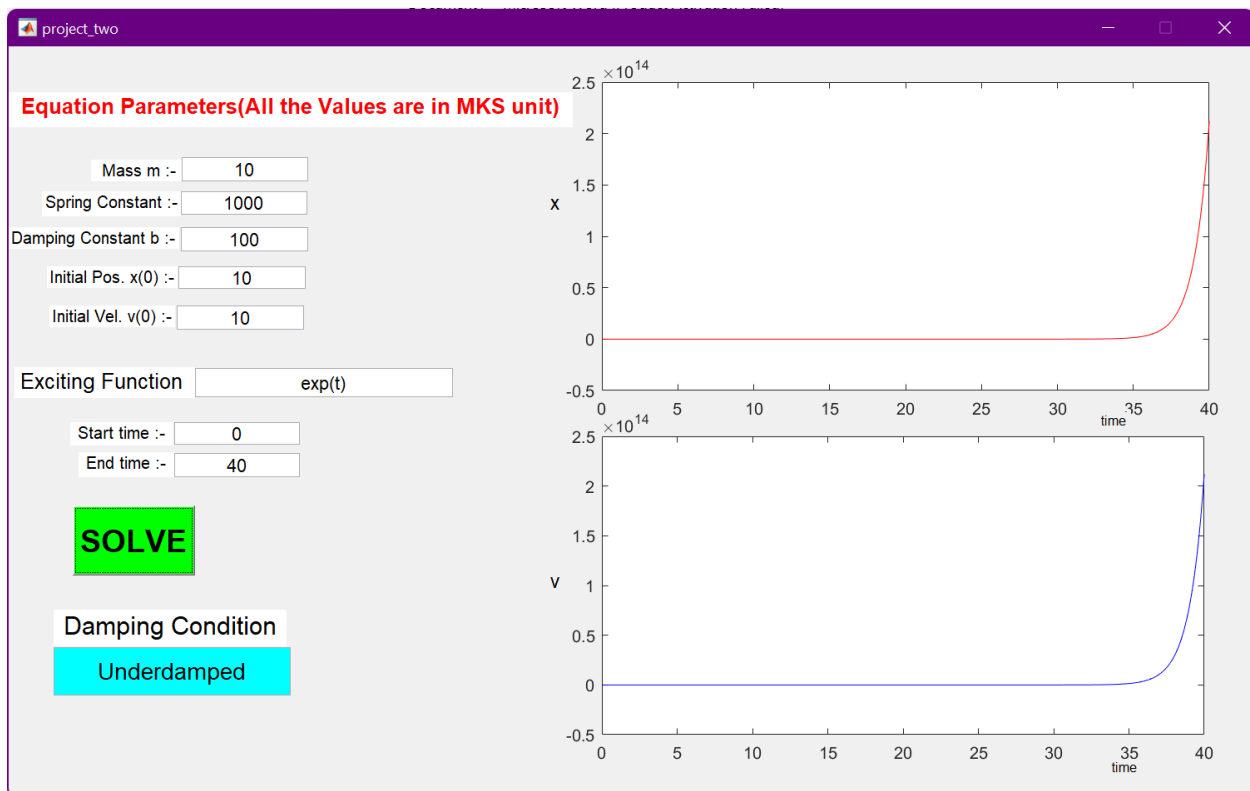 project_two
Equation Parameters(All the Values are in MKS unit)
Mass m :- 10
Spring Constant :- 1000
Damping Constant b :- 100
Initial Pos. x(0) :- 10
Initial Vel. v(0) :- 10
Exciting Function exp(t)
Start time :- 0
End time :- 40
SOLVE
Damping Condition
Underdamped
×10^14
2.5
2
1.5
1
0.5
0
-0.5
x
0 5 10 15 20 25 30 35 40
time
×10^14
2.5
2
1.5
1
0.5
0
-0.5
v
0 5 10 15 20 25 30 35 40
time